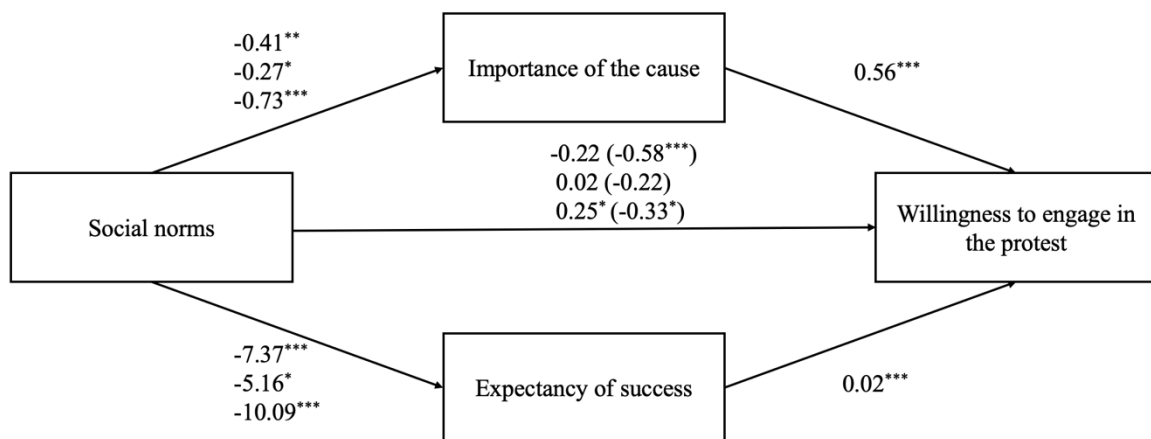 -0.41**
-0.27*
-0.73***
Importance of the cause
0.56***
-0.22 (-0.58***)
0.02 (-0.22)
0.25* (-0.33*)
Social norms
Willingness to engage in
the protest
-7.37***
-5.16*
-10.09***
Expectancy of success
0.02***